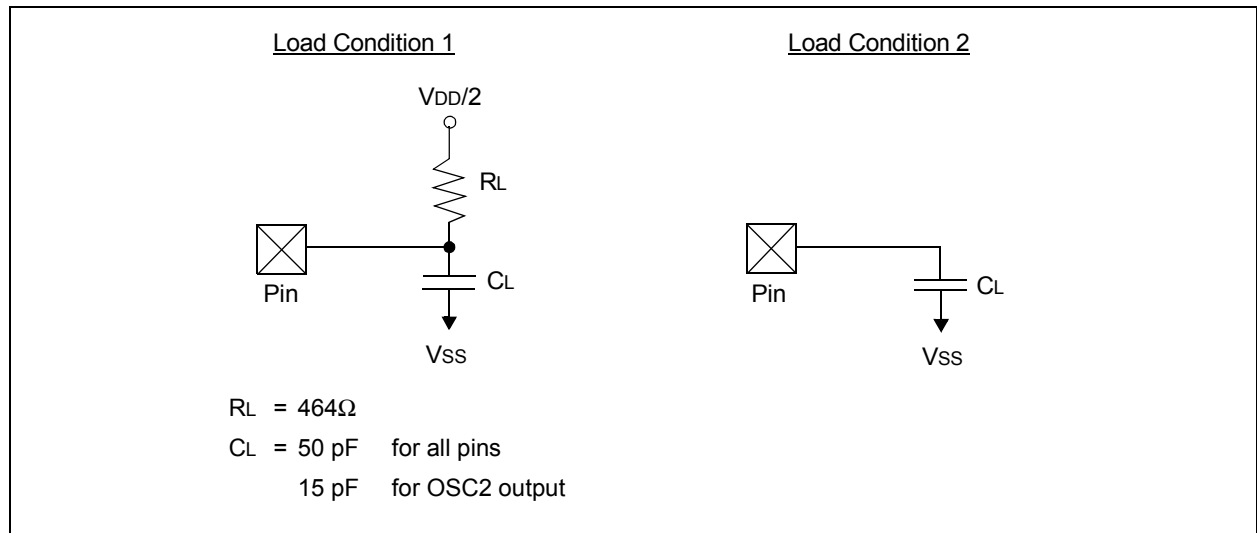 Load Condition 1
VDD/2
RL
CL
Pin
VSS
RL = 464Ω
CL = 50 pF for all pins
15 pF for OSC2 output
Load Condition 2
Pin
CL
VSS